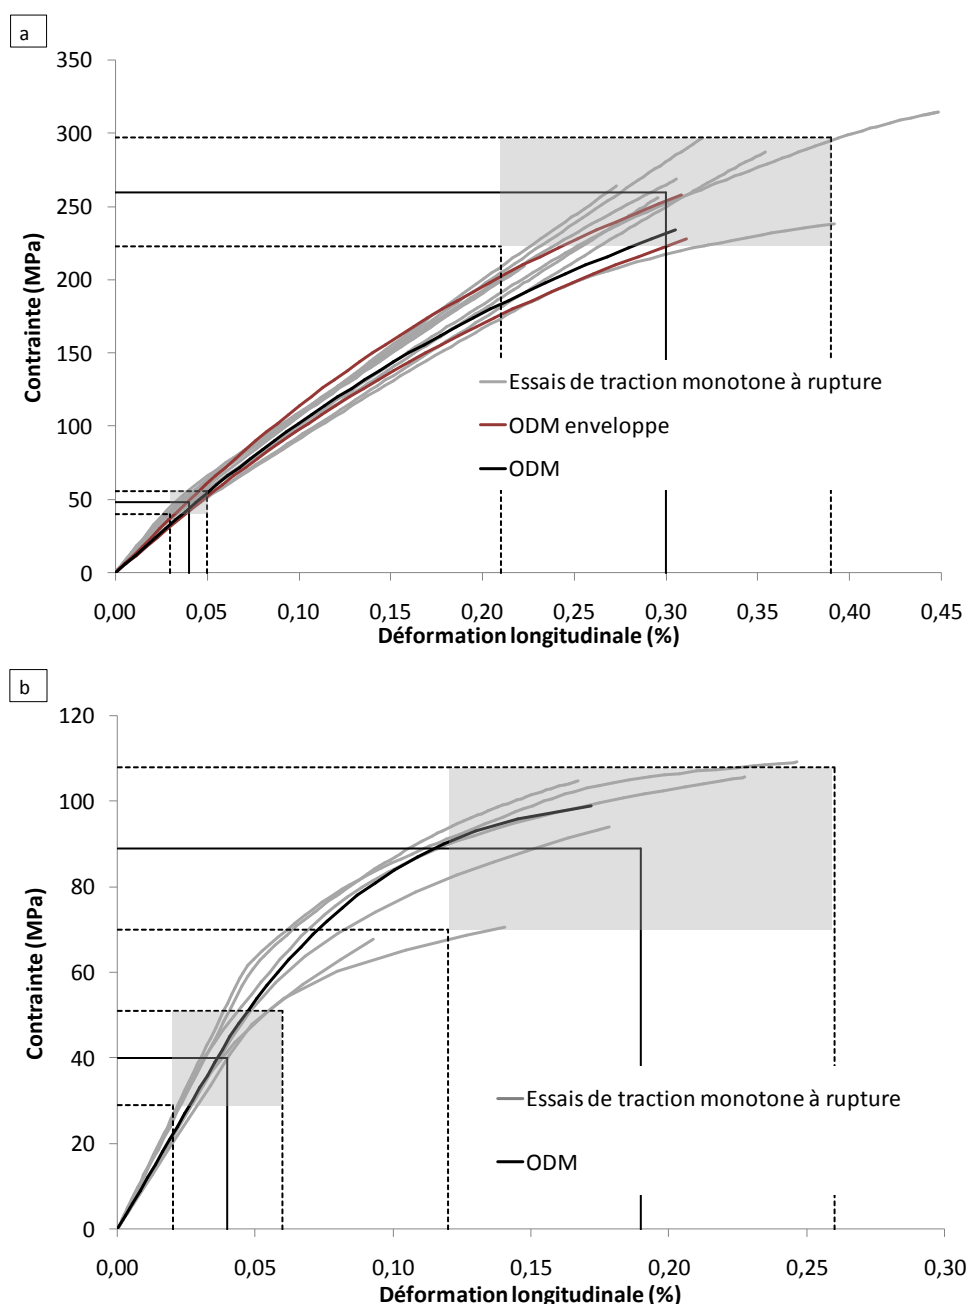 a
350
300
250
200
150
100
50
0
Contrainte (MPa)
Essais de traction monotone à rupture
ODM enveloppe
ODM
0,00 0,05 0,10 0,15 0,20 0,25 0,30 0,35 0,40 0,45
Déformation longitudinale (%)
b
120
100
80
60
40
20
0
Contrainte (MPa)
Essais de traction monotone à rupture
ODM
0,00 0,05 0,10 0,15 0,20 0,25 0,30
Déformation longitudinale (%)